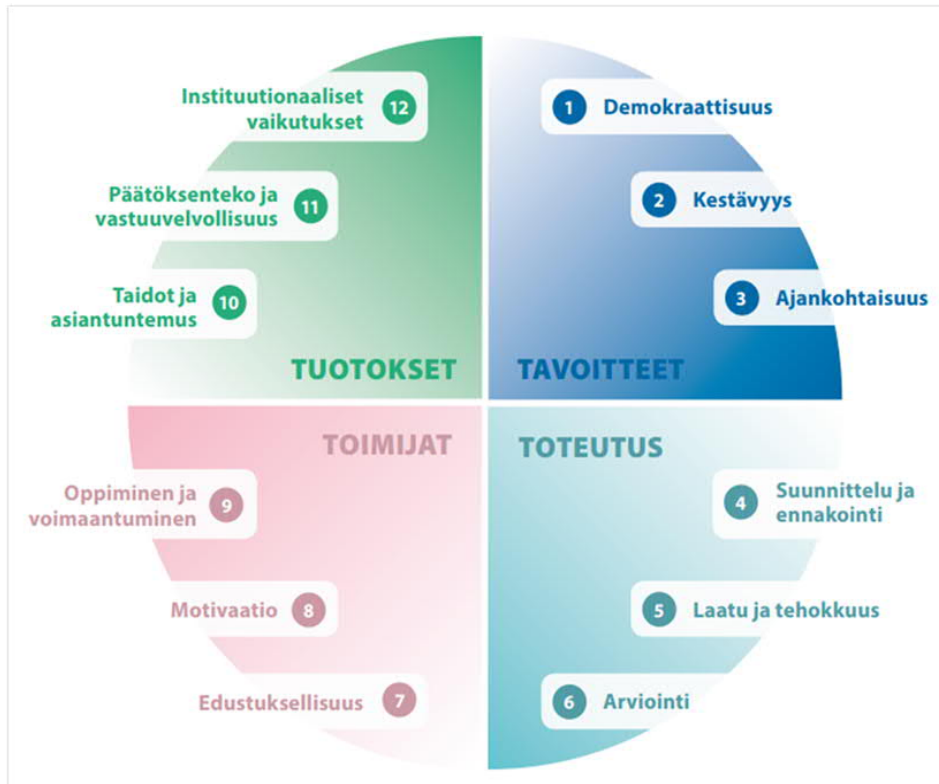 Instituutionaaliset
vaikutukset
12
1
Demokraattisuus
Päätöksenteko ja
vastuuvelvollisuus
11
2
Kestävyys
Taidot ja
asiantuntemus
10
3
Ajankohtaisuus
TUOTOKSET
TAVOITTEET
TOIMIJAT
TOTEUTUS
Oppiminen ja
voimaantuminen
9
4
Suunnittelu ja
ennakointi
Motivaatio
8
5
Laatu ja tehokkuus
Edustuksellisuus
7
6
Arviointi